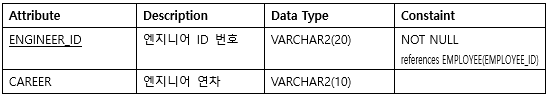 Attribute Description Data Type Constaint
ENGINEER_ID 엔지니어 ID 번호 VARCHAR2(20) NOT NULL
references EMPLOYEE(EMPLOYEE_ID)
CAREER 엔지니어 연차 VARCHAR2(10)